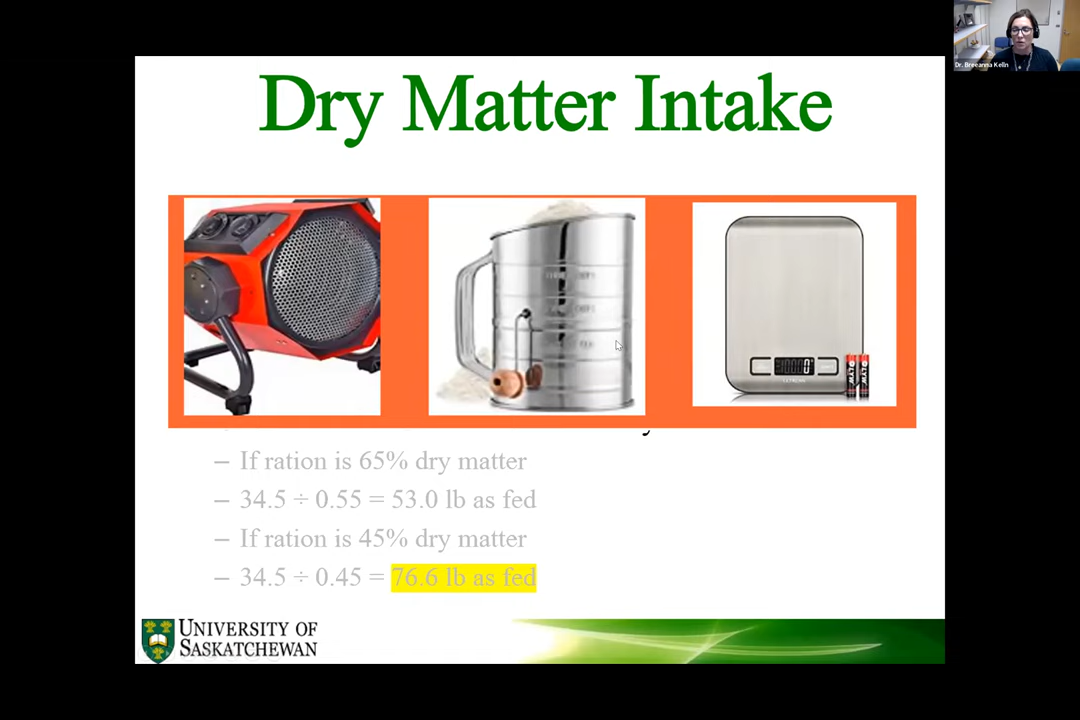 Dr. Breeanna Kelln
Dry Matter Intake
– If ration is 65% dry matter
– 34.5 ÷ 0.55 = 53.0 lb as fed
– If ration is 45% dry matter
– 34.5 ÷ 0.45 = 76.6 lb as fed
UNIVERSITY OF
SASKATCHEWAN